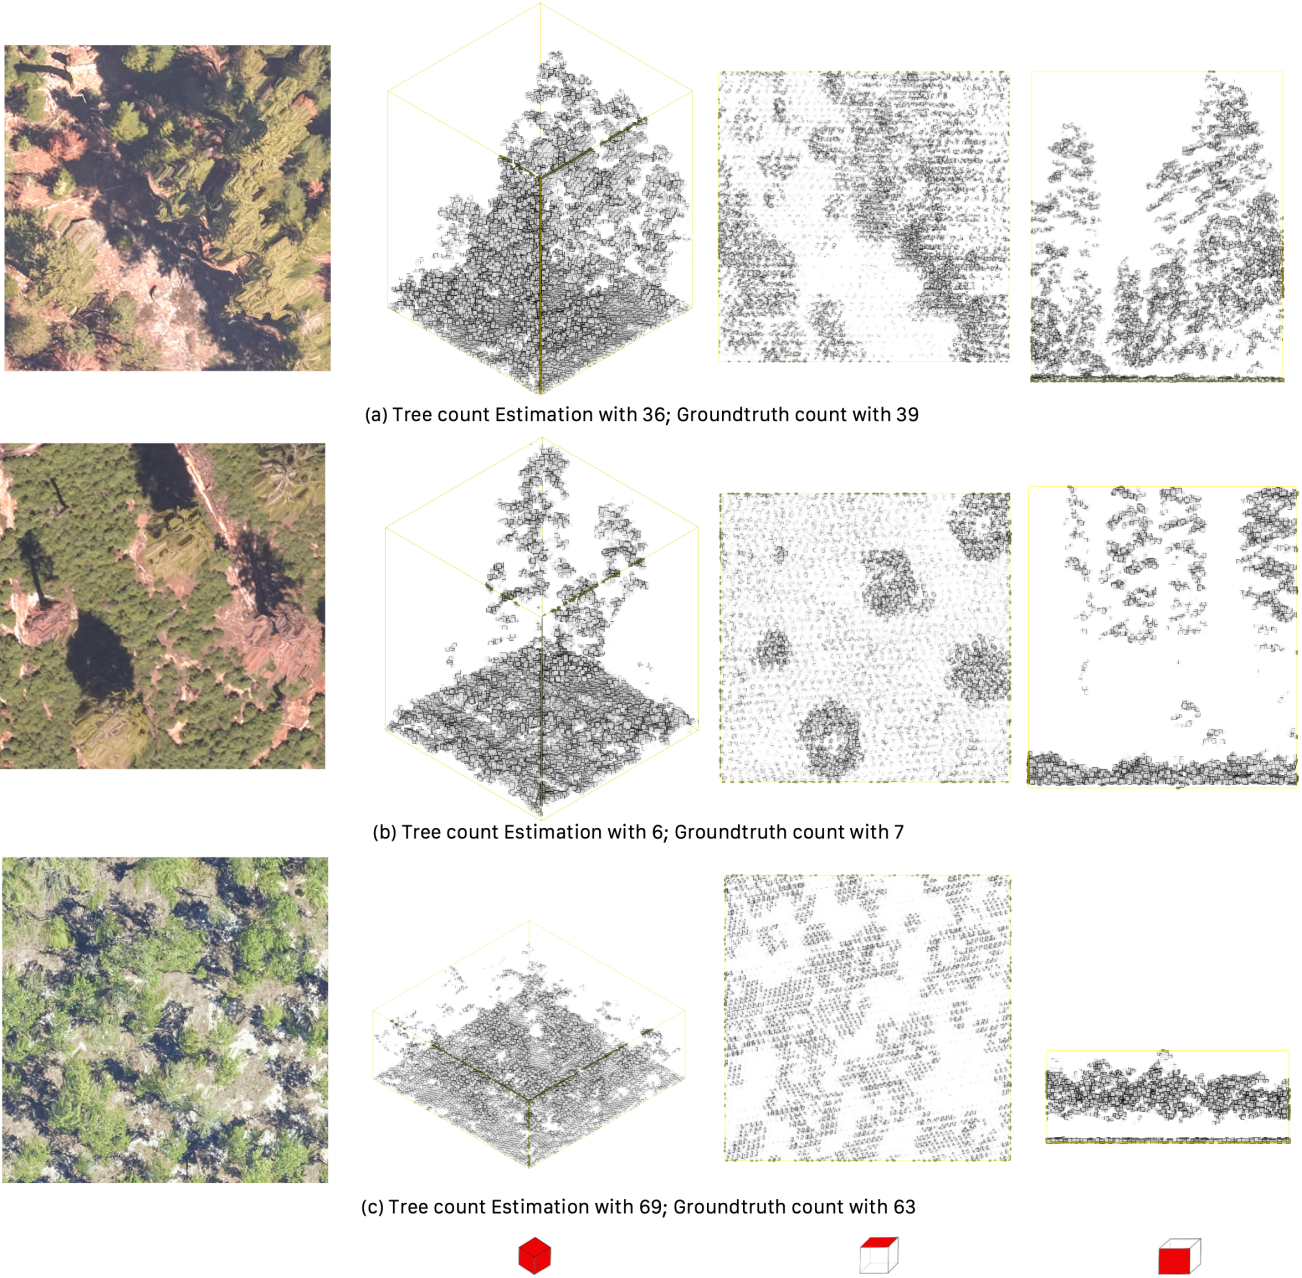 (a) Tree count Estimation with 36; Groundtruth count with 39
(b) Tree count Estimation with 6; Groundtruth count with 7
(c) Tree count Estimation with 69; Groundtruth count with 63